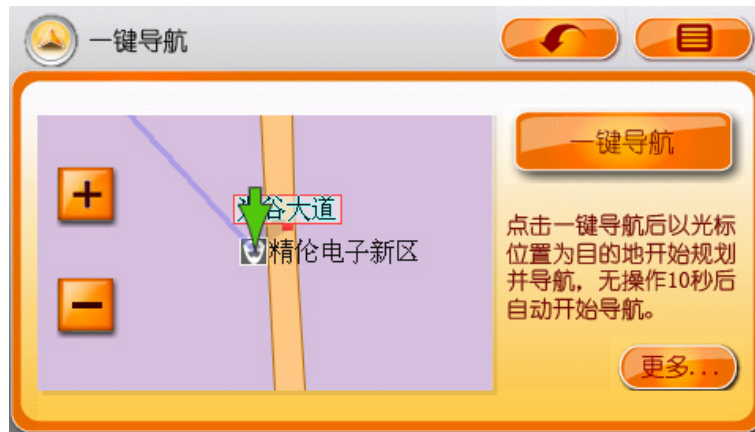 一键导航
一键导航
谷大道
精伦电子新区
点击一键导航后以光标
位置为目的地开始规划
并导航，无操作10秒后
自动开始导航。
更多...